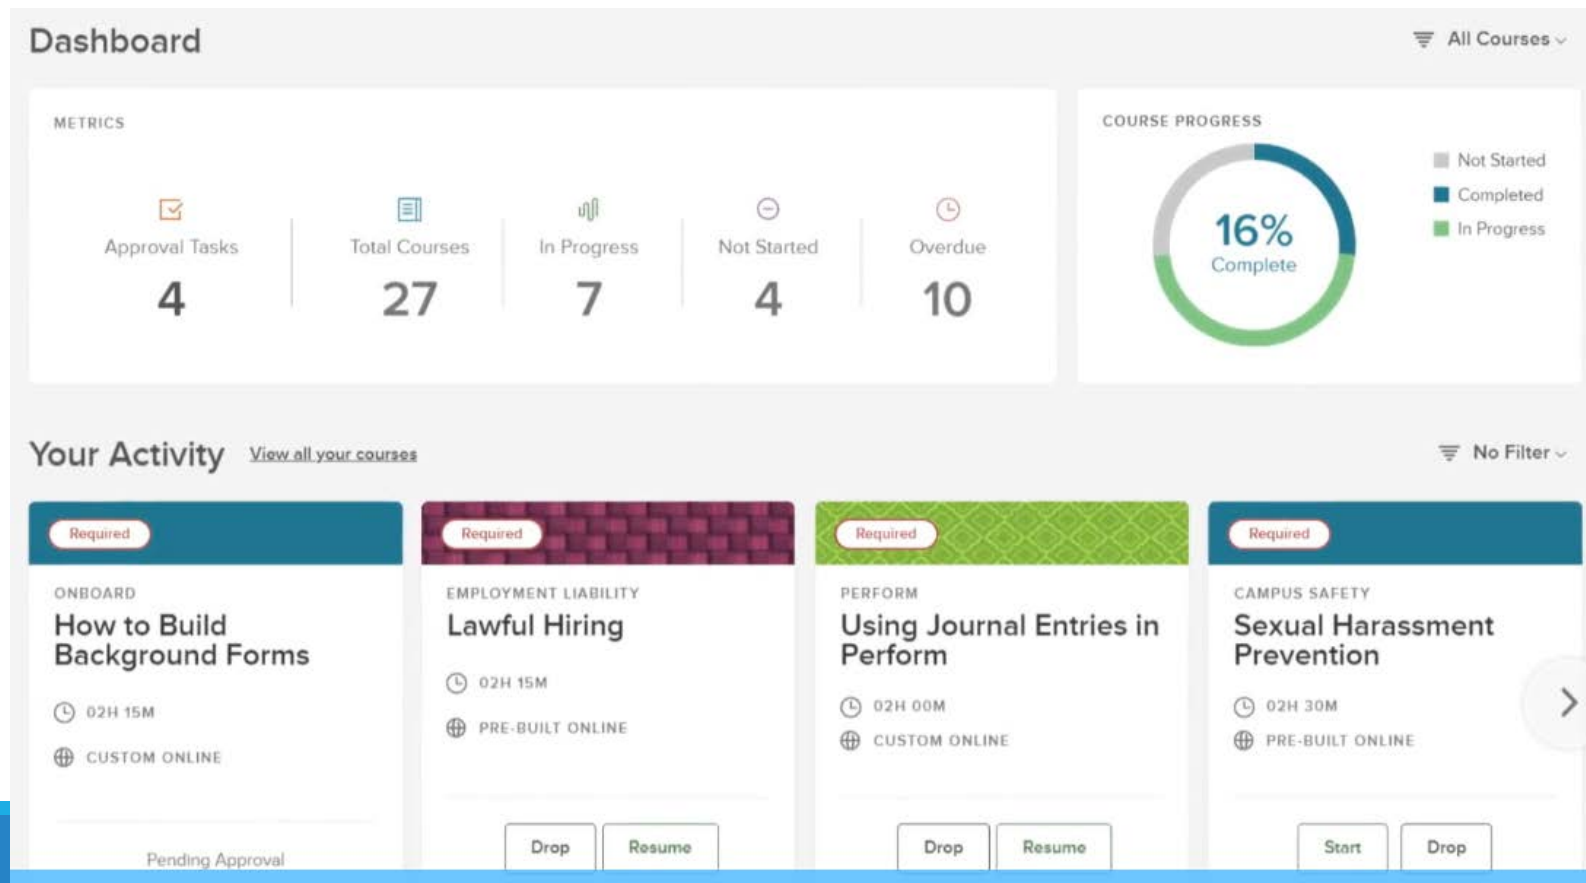 Dashboard
All Courses
METRICS
Approval Tasks
4
Total Courses
27
In Progress
7
Not Started
4
Overdue
10
COURSE PROGRESS
16%
Complete
Not Started
Completed
In Progress
Your Activity
View all your courses
No Filter
Required
ONBOARD
How to Build
Background Forms
02H 15M
CUSTOM ONLINE
Pending Approval
Required
EMPLOYMENT LIABILITY
Lawful Hiring
02H 15M
PRE-BUILT ONLINE
Drop
Resume
Required
PERFORM
Using Journal Entries in
Perform
02H 00M
CUSTOM ONLINE
Drop
Resume
Required
CAMPUS SAFETY
Sexual Harassment
Prevention
02H 30M
PRE-BUILT ONLINE
Start
Drop